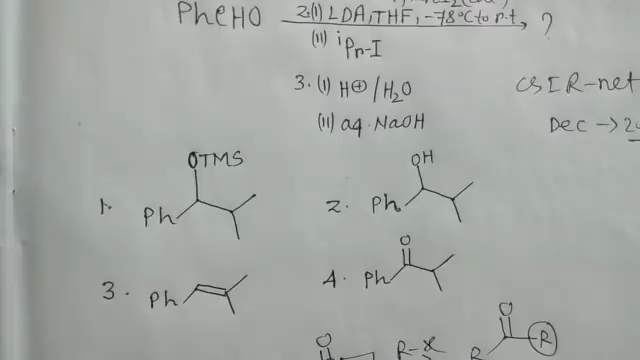 PhCHO 2.(i) LDA, THF, -78°C to r.t, ?
(ii) iPr-I
3. (i) H⊕/H2O
(ii) aq. NaOH
CSIR-net
Dec →
OTMS
1. Ph
OH
2. Ph
3. Ph
O
4. Ph
O
R-x
O
R
R